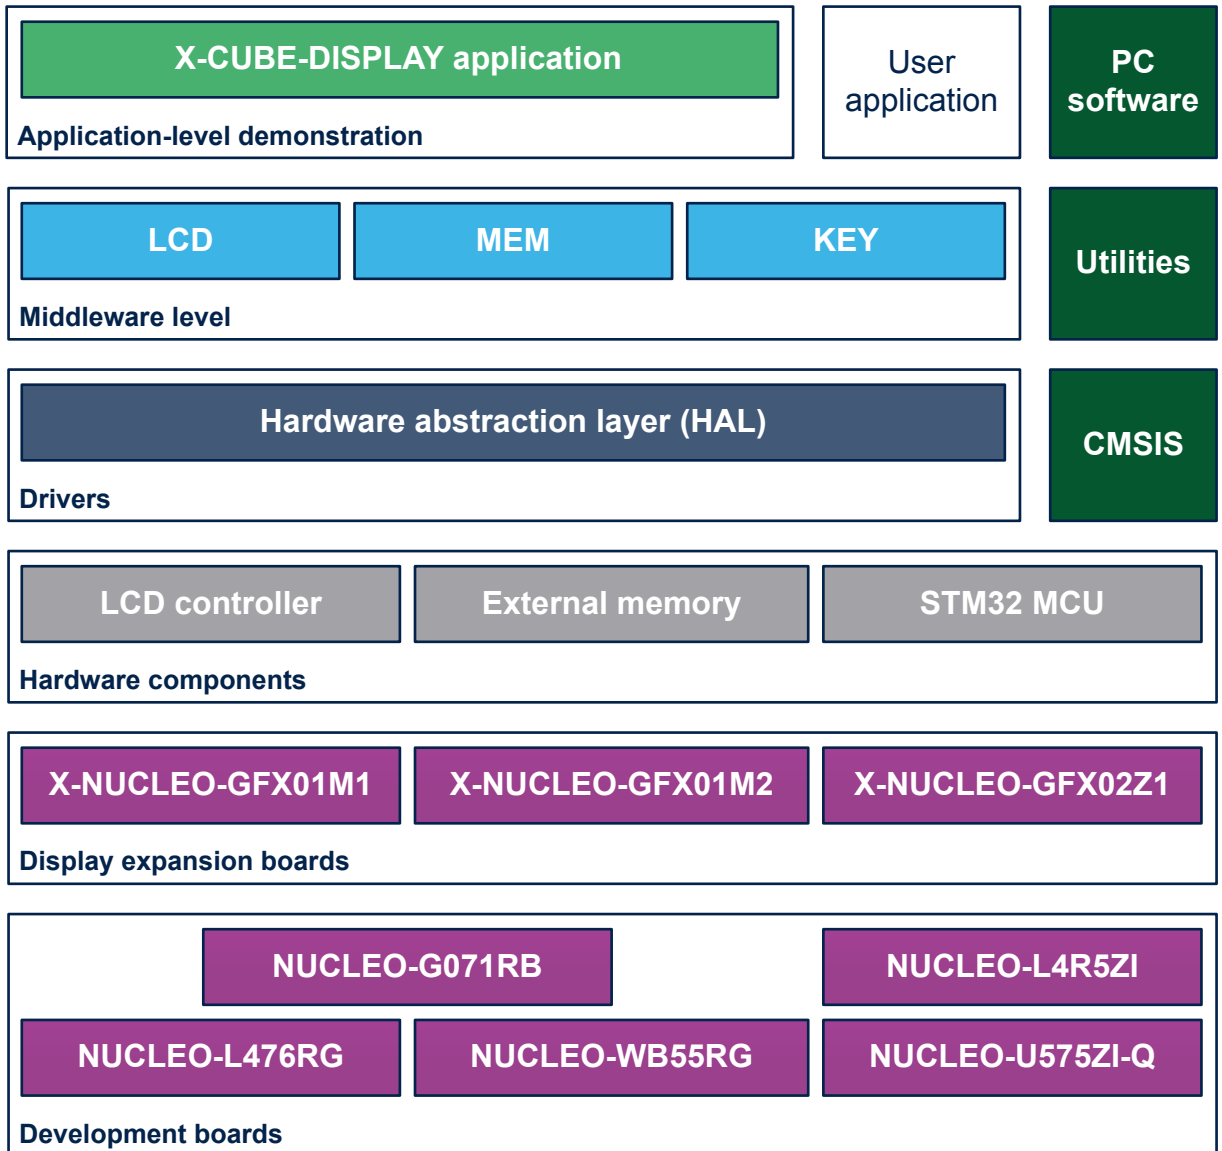 X-CUBE-DISPLAY application
Application-level demonstration
User
application
PC
software
LCD
MEM
KEY
Middleware level
Utilities
Hardware abstraction layer (HAL)
Drivers
CMSIS
LCD controller
External memory
STM32 MCU
Hardware components
X-NUCLEO-GFX01M1
X-NUCLEO-GFX01M2
X-NUCLEO-GFX02Z1
Display expansion boards
NUCLEO-G071RB
NUCLEO-L4R5ZI
NUCLEO-L476RG
NUCLEO-WB55RG
NUCLEO-U575ZI-Q
Development boards